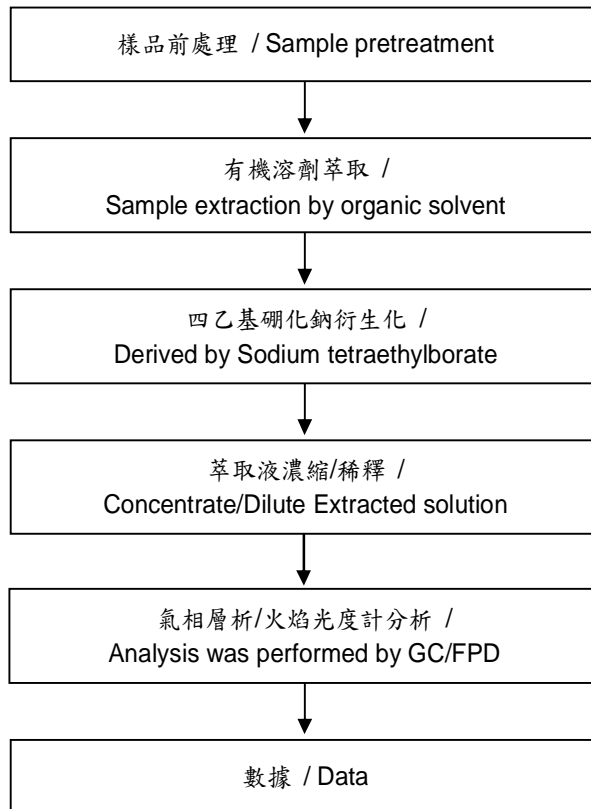 樣品前處理 / Sample pretreatment
有機溶劑萃取 /
Sample extraction by organic solvent
四乙基硼化鈉衍生化 /
Derived by Sodium tetraethylborate
萃取液濃縮/稀釋 /
Concentrate/Dilute Extracted solution
氣相層析/火焰光度計分析 /
Analysis was performed by GC/FPD
數據 / Data